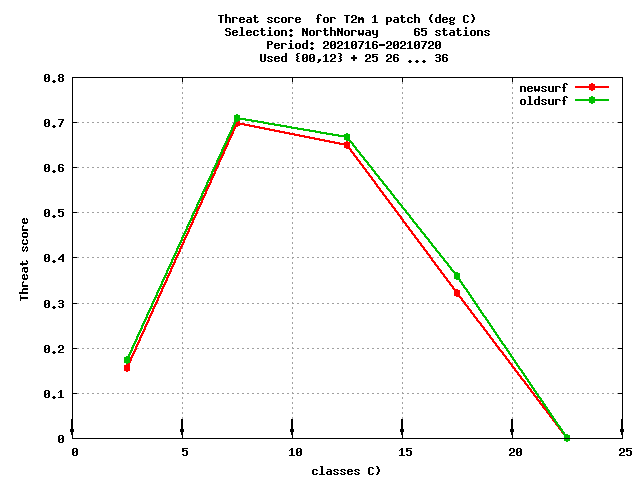 Threat score  for T2m 1 patch (deg C)
Selection: NorthNorway     65 stations
Period: 20210716-20210720
Used {00,12} + 25 26 ... 36
newsurf
oldsurf
0.8
0.7
0.6
0.5
0.4
0.3
0.2
0.1
0
Threat score
0 5 10 15 20 25
classes C)